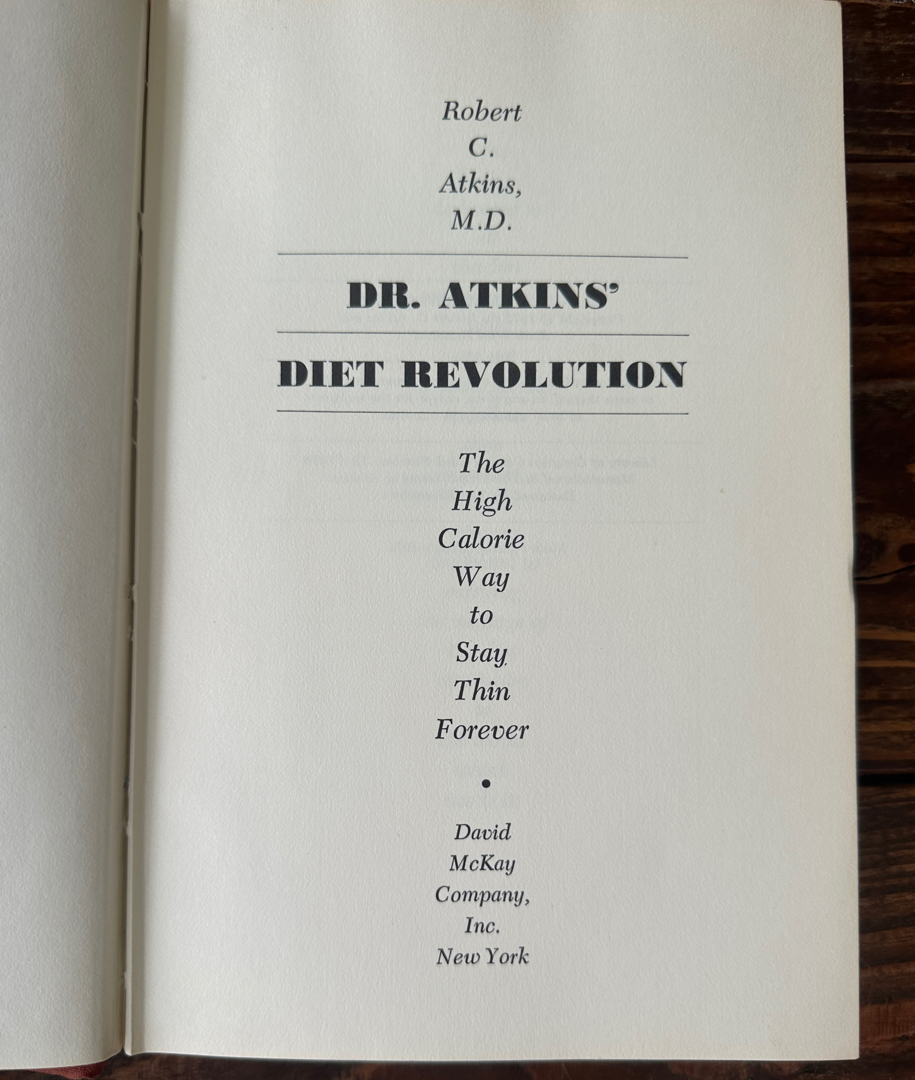 Robert
C.
Atkins,
M.D.
DR. ATKINS’
DIET REVOLUTION
The
High
Calorie
Way
to
Stay
Thin
Forever
•
David
McKay
Company,
Inc.
New York